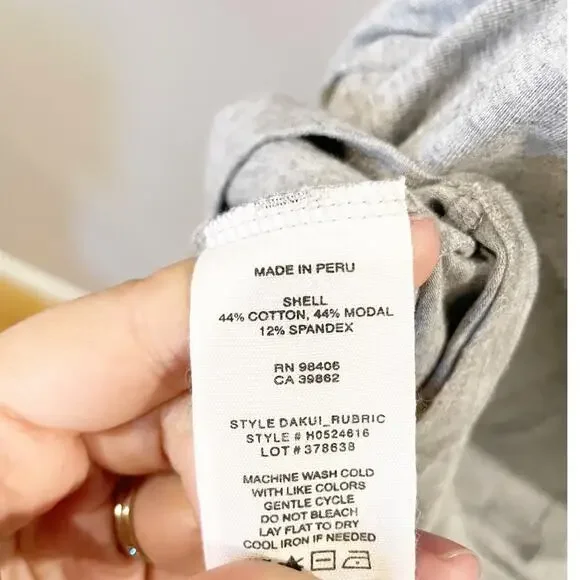 MADE IN PERU
SHELL
44% COTTON, 44% MODAL
12% SPANDEX
RN 98406
CA 39862
STYLE DAKUI_RUBRIC
STYLE # H0524616
LOT # 378638
MACHINE WASH COLD
WITH LIKE COLORS
GENTLE CYCLE
DO NOT BLEACH
LAY FLAT TO DRY
COOL IRON IF NEEDED